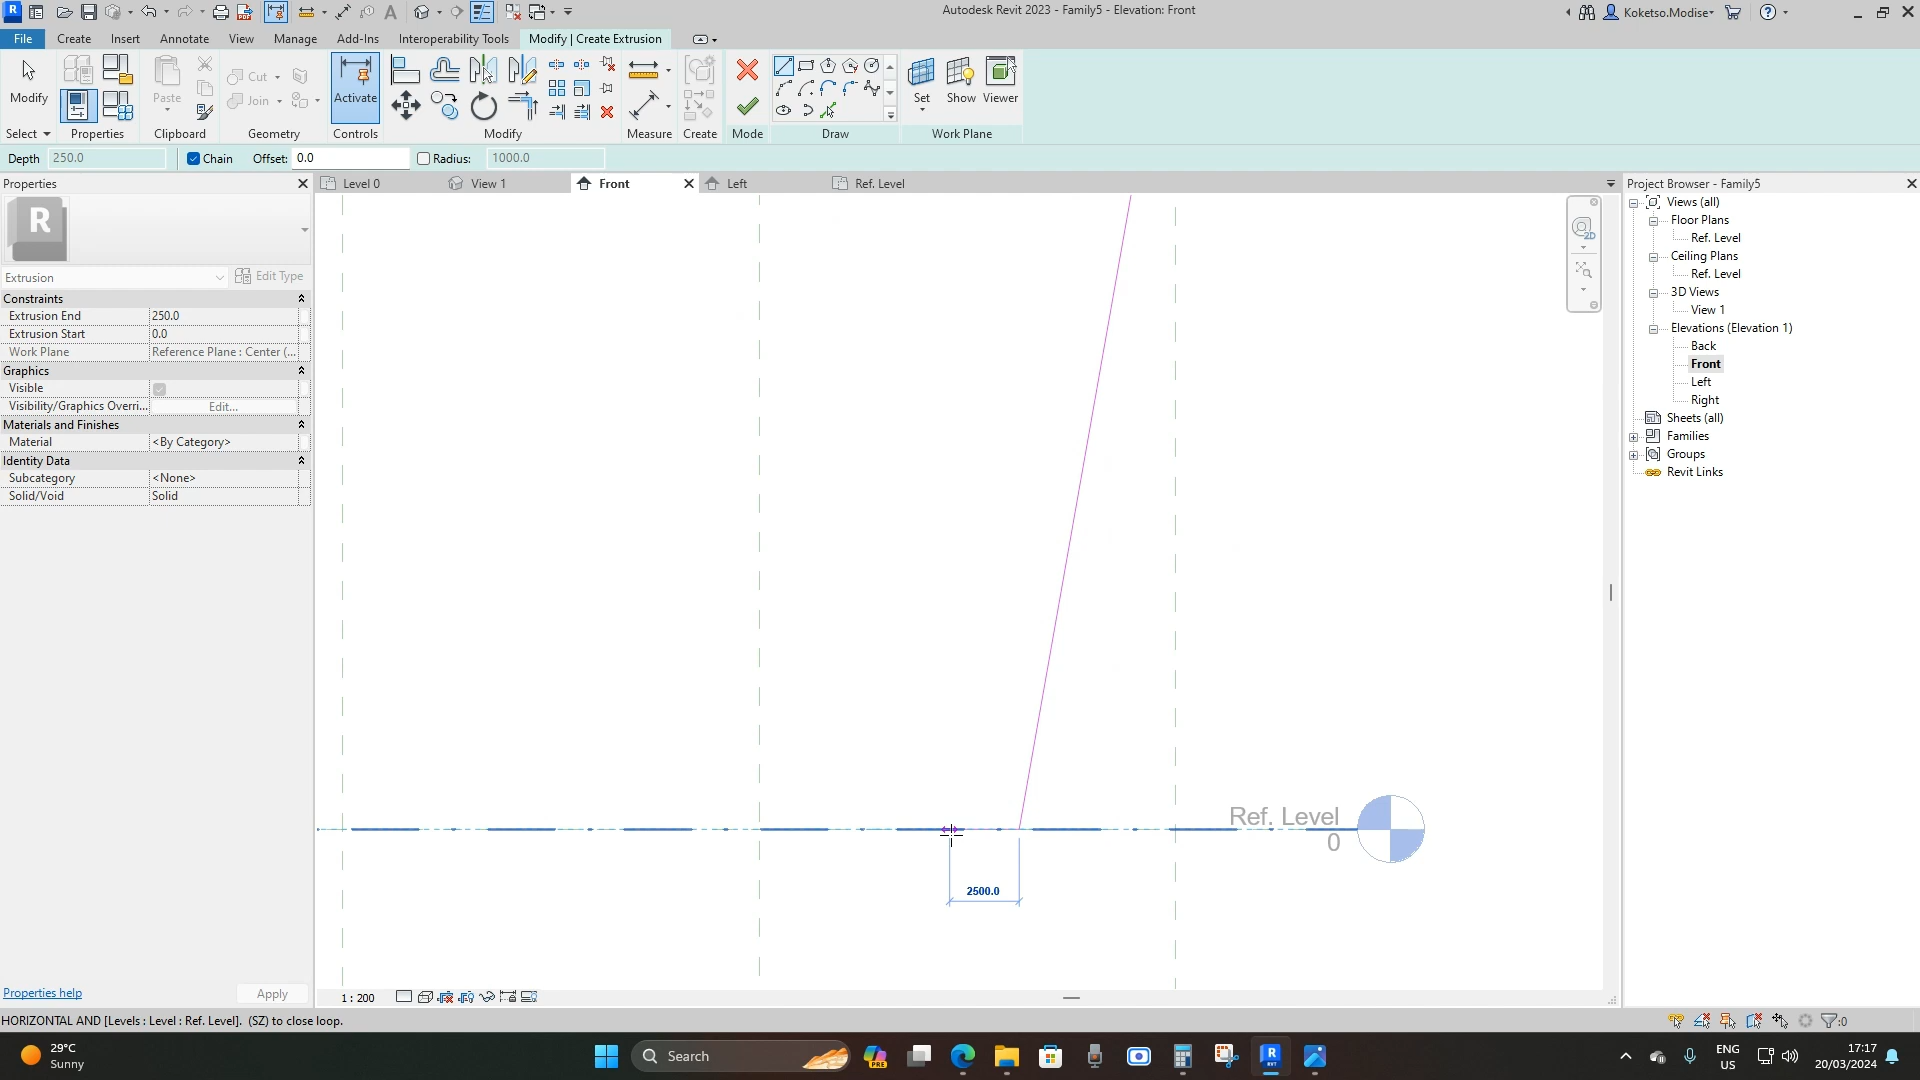 Autodesk Revit 2023 - Family5 - Elevation: Front
Koketso.Modise
File Create Insert Annotate View Manage Add-Ins Interoperability Tools Modify | Create Extrusion
Modify
Paste
Cut
Join
Activate
Set Show Viewer
Select Properties Clipboard Geometry Controls Modify Measure Create Mode Draw Work Plane
Depth 250.0 Chain Offset: 0.0 Radius: 1000.0
Properties
R
Extrusion Edit Type
Constraints
Extrusion End 250.0
Extrusion Start 0.0
Work Plane Reference Plane : Center (...
Graphics
Visible
Visibility/Graphics Overri... Edit...
Materials and Finishes
Material <By Category>
Identity Data
Subcategory <None>
Solid/Void Solid
Properties help Apply
Level 0 View 1 Front Left Ref. Level
2D
Ref. Level
0
2500.0
1 : 200
Project Browser - Family5
Views (all)
Floor Plans
Ref. Level
Ceiling Plans
Ref. Level
3D Views
View 1
Elevations (Elevation 1)
Back
Front
Left
Right
Sheets (all)
Families
Groups
Revit Links
HORIZONTAL AND [Levels : Level : Ref. Level]. (SZ) to close loop.
:0
29°C
Sunny
Search
PRE
R
RVT
ENG
US
17:17
20/03/2024